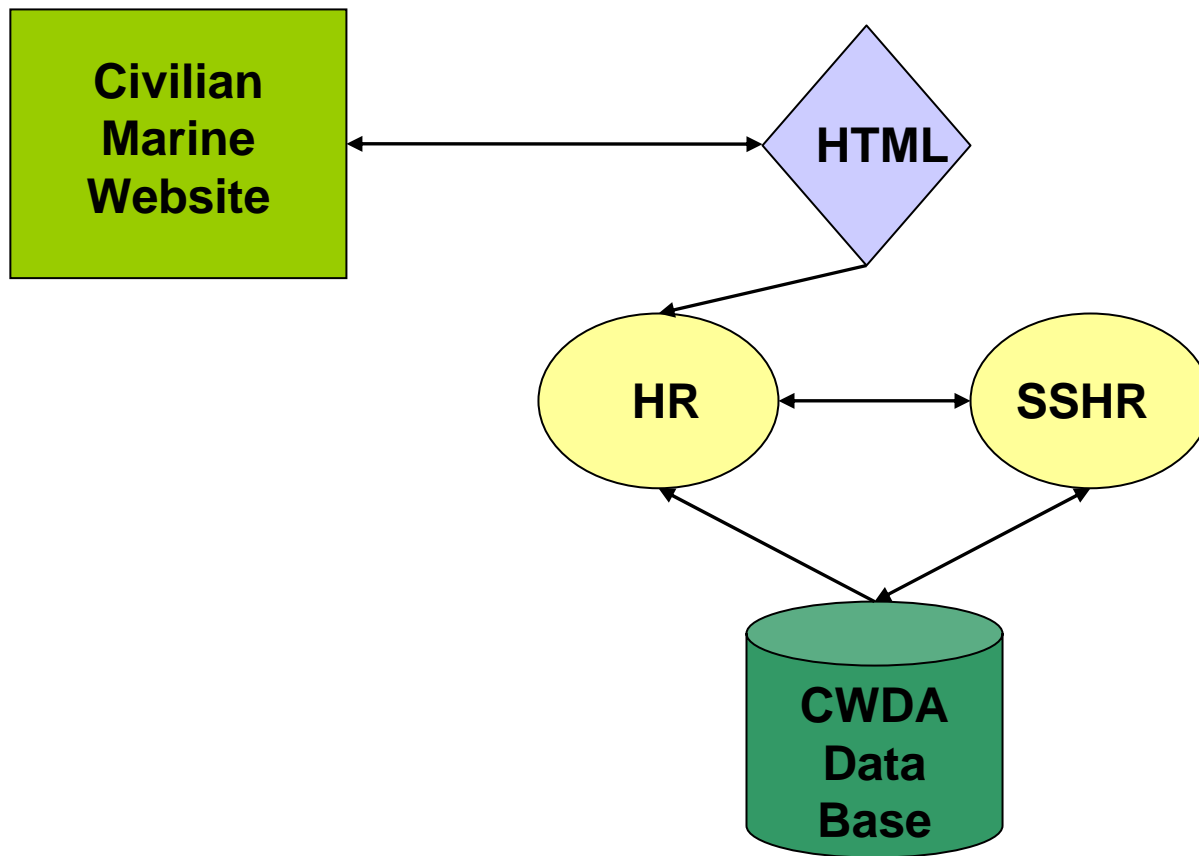 Civilian
Marine
Website
HTML
HR
SSHR
CWDA
Data
Base